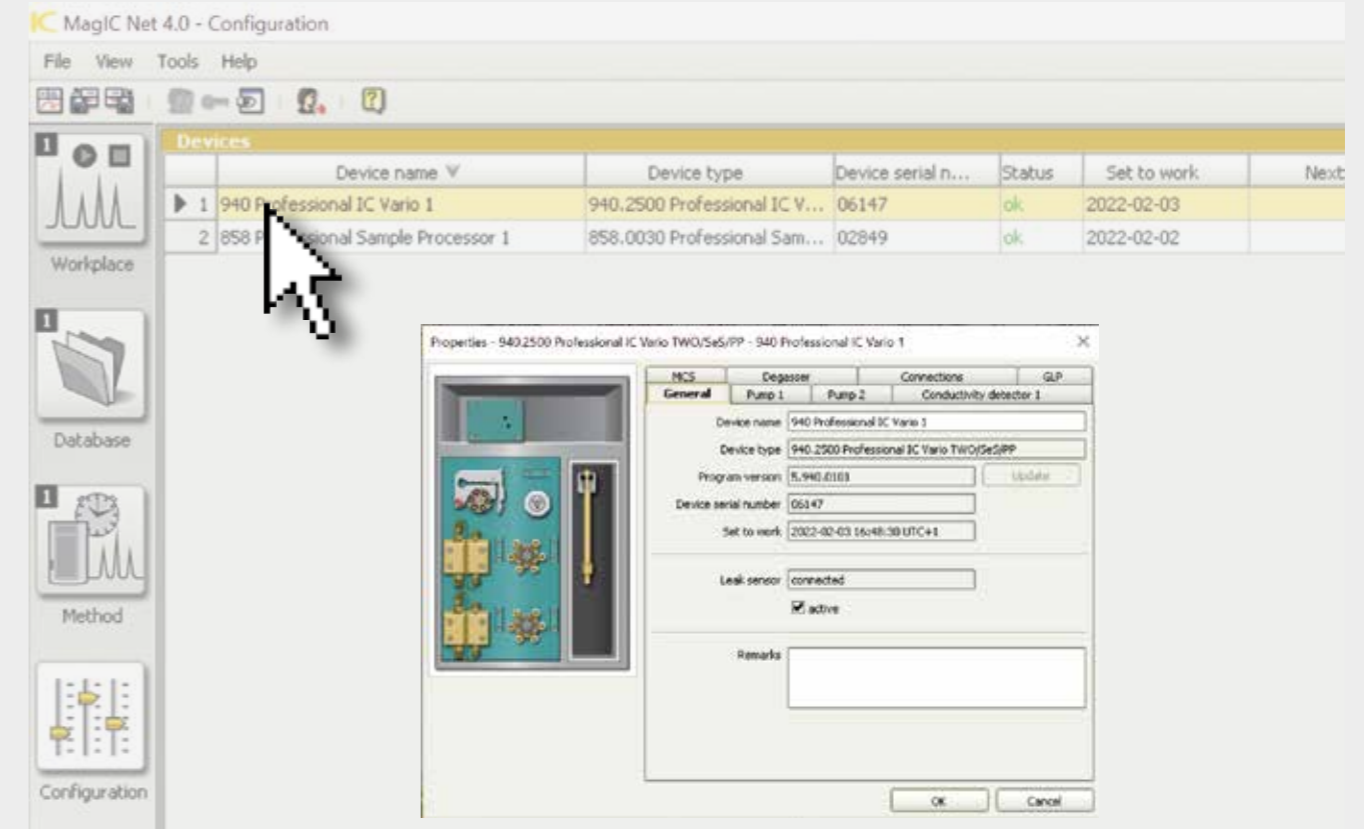 IC MagIC Net 4.0 - Configuration
File View Tools Help
Devices
Device name Device type Device serial n... Status Set to work Next
1 940 Professional IC Vario 1 940.2500 Professional IC V... 06147 ok 2022-02-03
2 858 P sional Sample Processor 1 858.0030 Professional Sam... 02849 ok 2022-02-02
1
Workplace
1
Database
1
Method
Configuration
Properties - 940.2500 Professional IC Vario TWO/SeS/PP - 940 Professional IC Vario 1
MCS Degasser Connections GLP
General Pump 1 Pump 2 Conductivity detector 1
Device name 940 Professional IC Vario 1
Device type 940.2500 Professional IC Vario TWO/SeS/PP
Program version 5.940.0101 Update
Device serial number 06147
Set to work 2022-02-03 16:48:30 UTC+1
Leak sensor connected
active
Remarks
OK Cancel